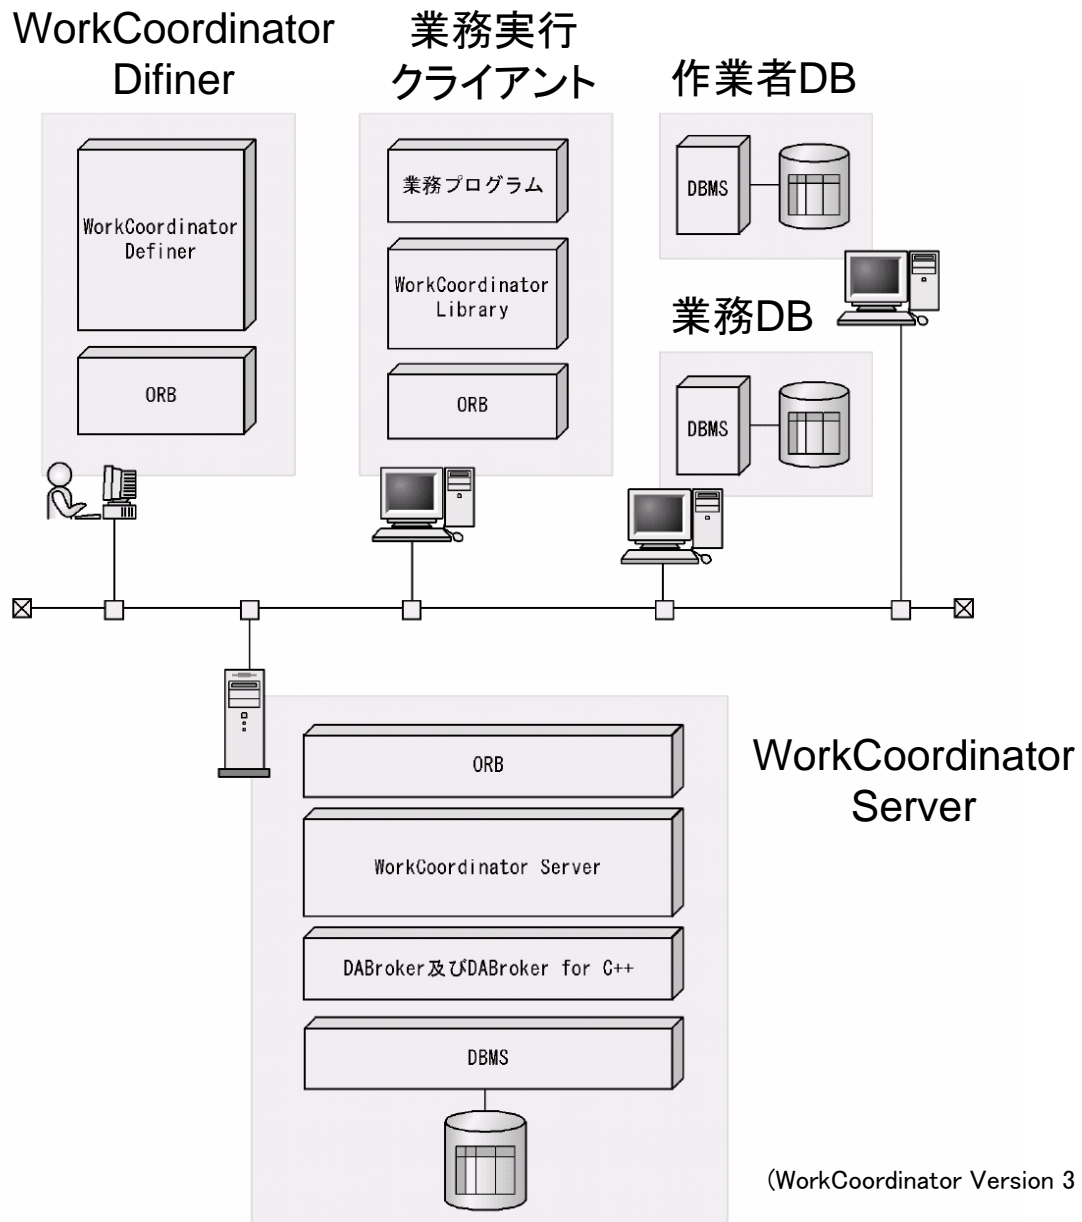 WorkCoordinator
Difiner
業務実行
クライアント
作業者DB
WorkCoordinator
Definer
ORB
業務プログラム
WorkCoordinator
Library
ORB
DBMS
業務DB
DBMS
ORB
WorkCoordinator Server
DABroker及びDABroker for C++
DBMS
WorkCoordinator
Server
(WorkCoordinator Version 3